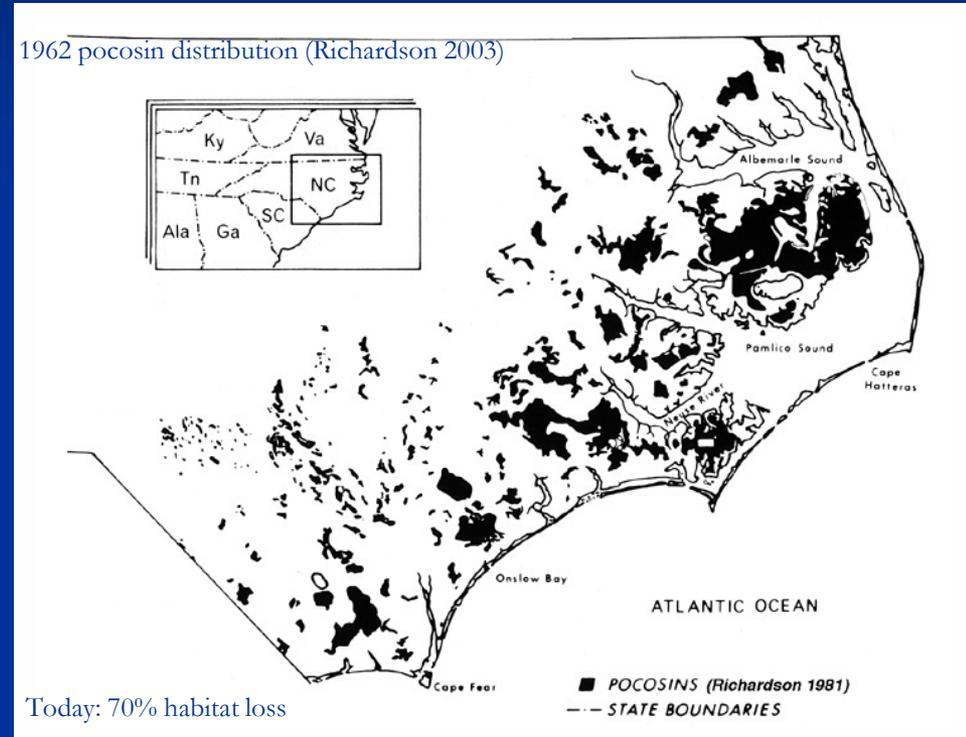 1962 pocosin distribution (Richardson 2003)
Ky
Va
Tn
NC
SC
Ala
Ga
Albemarle Sound
Pamlico Sound
Cape
Hatteras
Neuse River
Onslow Bay
ATLANTIC OCEAN
Cape Fear
POCOSINS (Richardson 1981)
STATE BOUNDARIES
Today: 70% habitat loss